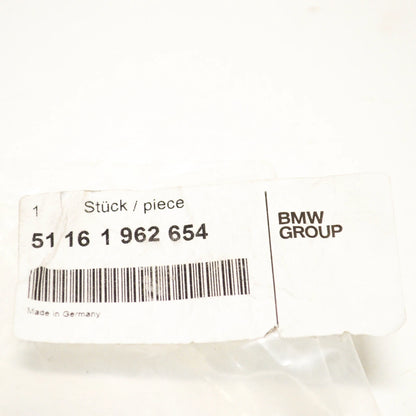 1 Stück / piece
51 16 1 962 654
Made in Germany
BMW
GROUP